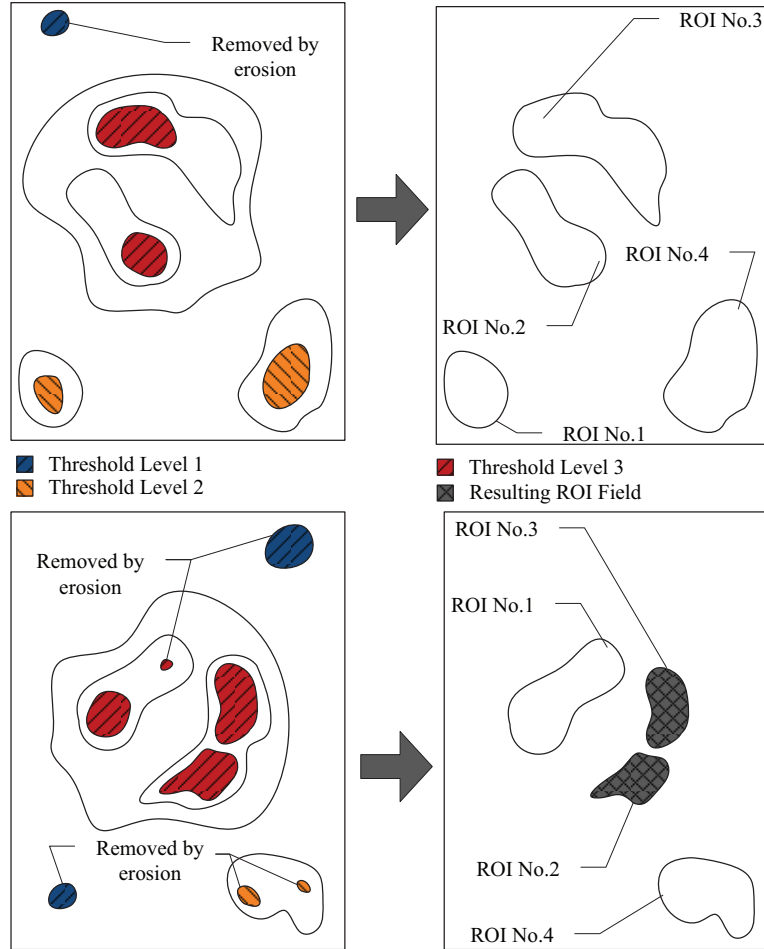 Removed by
erosion
ROI No.3
ROI No.4
ROI No.2
ROI No.1
Threshold Level 1
Threshold Level 2
Threshold Level 3
Resulting ROI Field
Removed by
erosion
Removed by
erosion
ROI No.3
ROI No.1
ROI No.2
ROI No.4